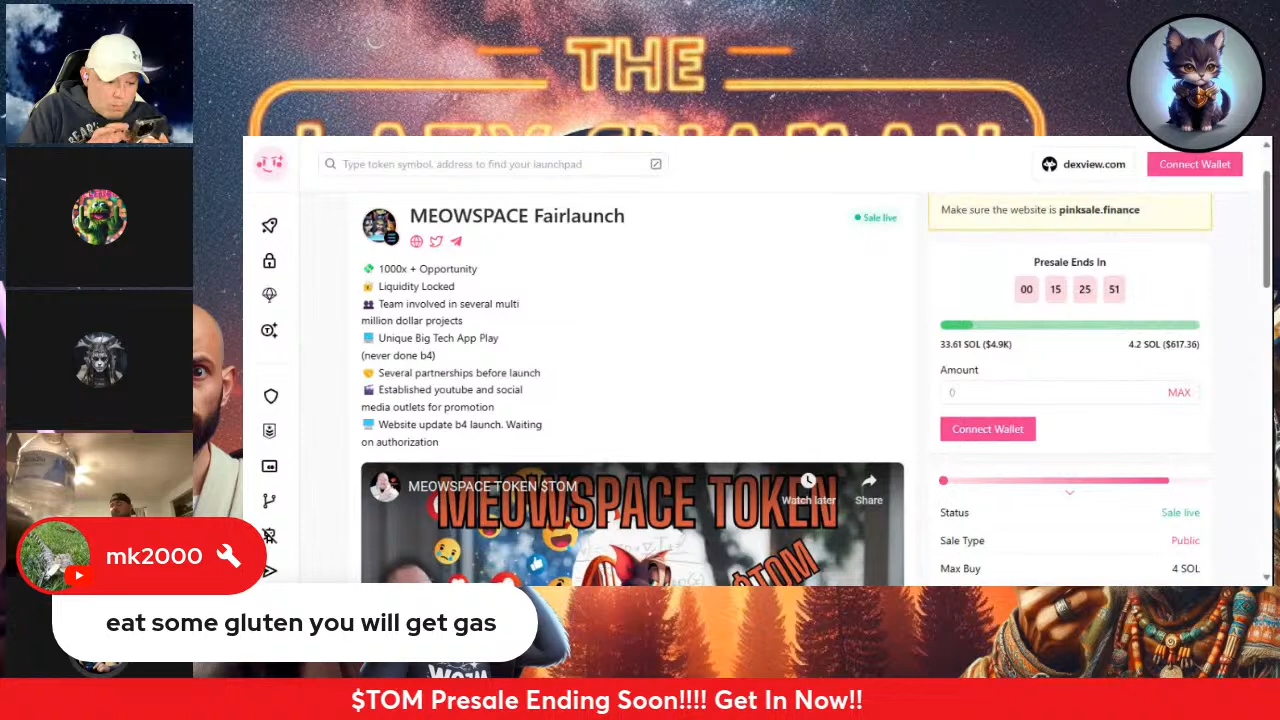 THE
LAZY SHAMAN
Type token symbol, address to find your launchpad
dexview.com
Connect Wallet
MEOWSPACE Fairlaunch
Sale live
Make sure the website is pinksale.finance
1000x + Opportunity
Liquidity Locked
Team involved in several multi
million dollar projects
Unique Big Tech App Play
(never done b4)
Several partnerships before launch
Established youtube and social
media outlets for promotion
Website update b4 launch. Waiting
on authorization
Presale Ends In
00 15 25 51
33.61 SOL ($4.9K) 4.2 SOL ($617.36)
Amount
0 MAX
Connect Wallet
MEOWSPACE TOKEN $TOM
Watch later Share
MEOWSPACE TOKEN
$TOM
Status Sale live
Sale Type Public
Max Buy 4 SOL
mk2000
eat some gluten you will get gas
$TOM Presale Ending Soon!!!! Get In Now!!